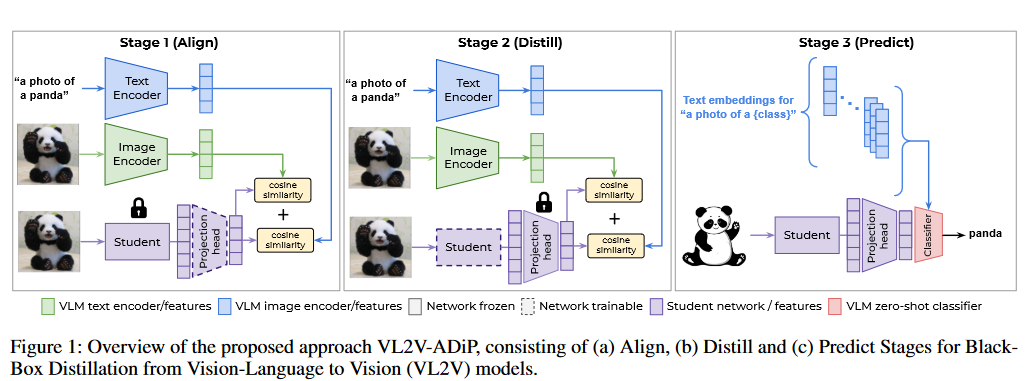 Stage 1 (Align)
"a photo of
a panda"
Text
Encoder
Image
Encoder
cosine
similarity
+
cosine
similarity
Student
Projection
head
Stage 2 (Distill)
"a photo of
a panda"
Text
Encoder
Image
Encoder
cosine
similarity
+
cosine
similarity
Student
Projection
head
Stage 3 (Predict)
Text embeddings for
"a photo of a {class}"
Student
Projection
head
Classifier
panda
VLM text encoder/features
VLM image encoder/features
Network frozen
Network trainable
Student network / features
VLM zero-shot classifier
Figure 1: Overview of the proposed approach VL2V-ADiP, consisting of (a) Align, (b) Distill and (c) Predict Stages for Black-
Box Distillation from Vision-Language to Vision (VL2V) models.